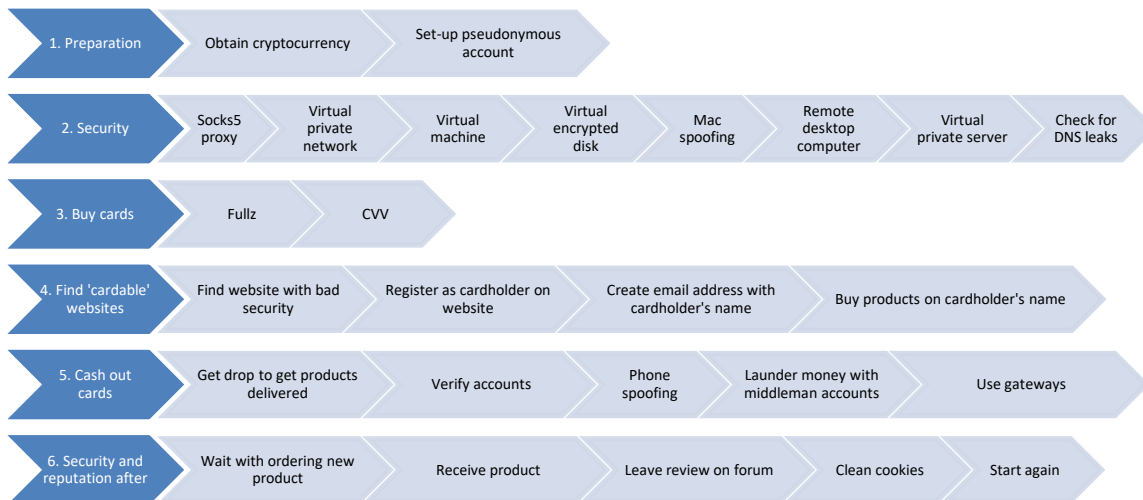 1. Preparation
Obtain cryptocurrency
Set-up pseudonymous
account
2. Security
Socks5
proxy
Virtual
private
network
Virtual
machine
Virtual
encrypted
disk
Mac
spoofing
Remote
desktop
computer
Virtual
private server
Check for
DNS leaks
3. Buy cards
Fullz
CVV
4. Find 'cardable'
websites
Find website with bad
security
Register as cardholder on
website
Create email address with
cardholder's name
Buy products on cardholder's name
5. Cash out
cards
Get drop to get products
delivered
Verify accounts
Phone
spoofing
Launder money with
middleman accounts
Use gateways
6. Security and
reputation after
Wait with ordering new
product
Receive product
Leave review on forum
Clean cookies
Start again